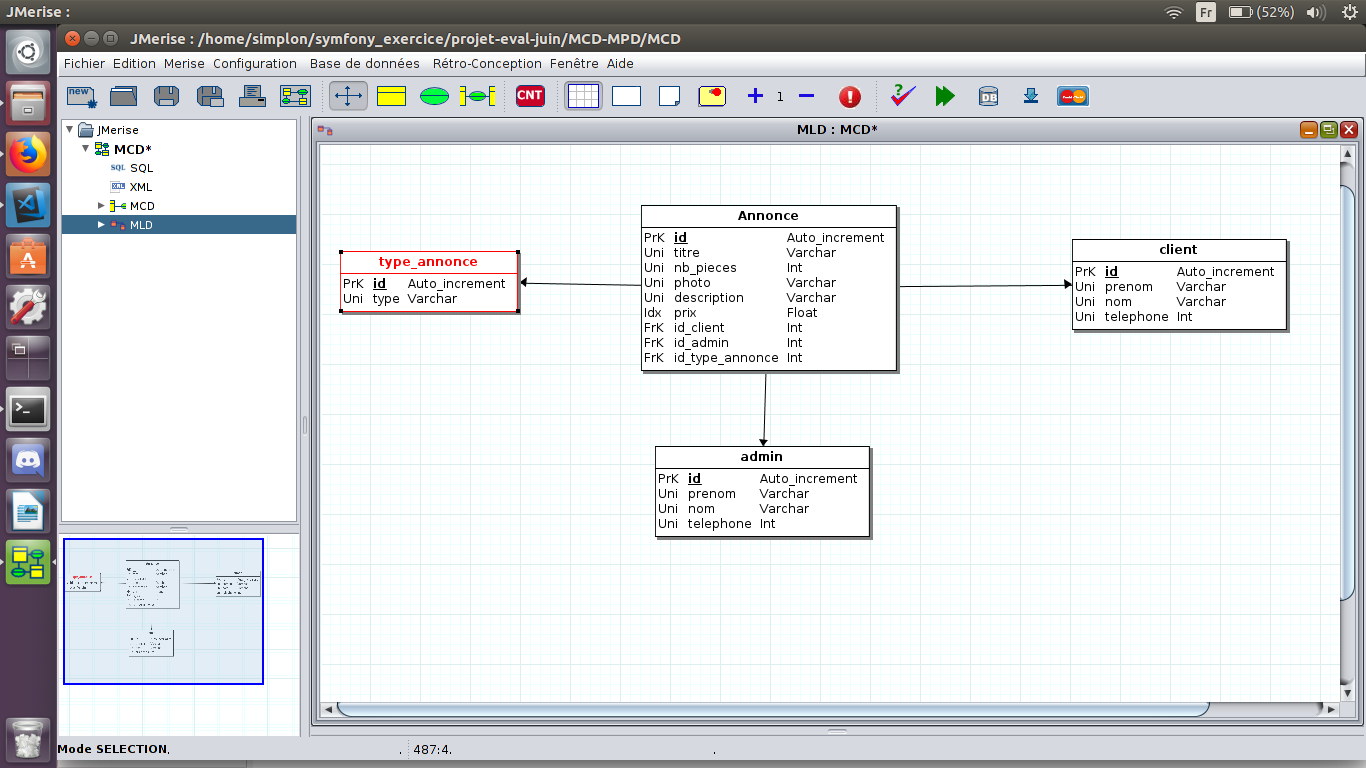 JMerise :
Fr
(52%)
JMerise : /home/simplon/symfony_exercice/projet-eval-juin/MCD-MPD/MCD
Fichier Edition Merise Configuration Base de données Rétro-Conception Fenêtre Aide
new
CNT
1
DB
JMerise
MCD*
SQL SQL
XML XML
MCD
MLD
MLD : MCD*
Annonce
PrK id Auto_increment
Uni titre Varchar
Uni nb_pieces Int
Uni photo Varchar
Uni description Varchar
Idx prix Float
FrK id_client Int
FrK id_admin Int
FrK id_type_annonce Int
type_annonce
PrK id Auto_increment
Uni type Varchar
client
PrK id Auto_increment
Uni prenom Varchar
Uni nom Varchar
Uni telephone Int
admin
PrK id Auto_increment
Uni prenom Varchar
Uni nom Varchar
Uni telephone Int
Mode SELECTION. . 487:4. .